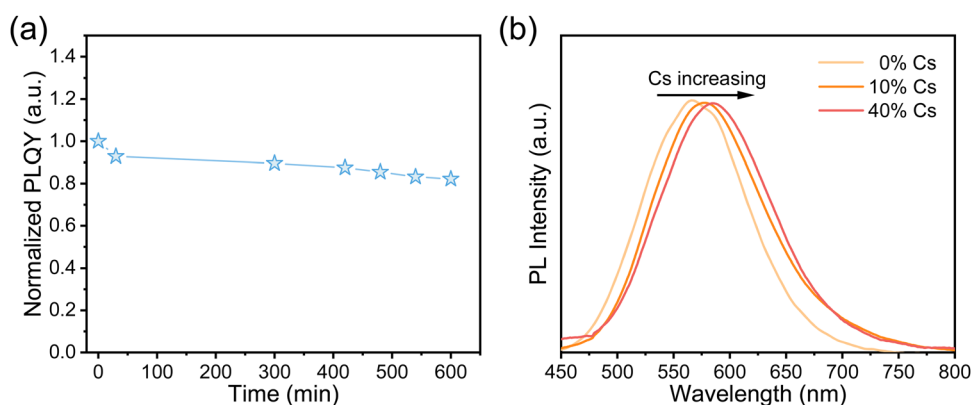 (a)
Normalized PLQY (a.u.)
1.4
1.2
1.0
0.8
0.6
0.4
0.2
0.0
0 100 200 300 400 500 600
Time (min)
(b)
PL Intensity (a.u.)
Cs increasing
0% Cs
10% Cs
40% Cs
450 500 550 600 650 700 750 800
Wavelength (nm)